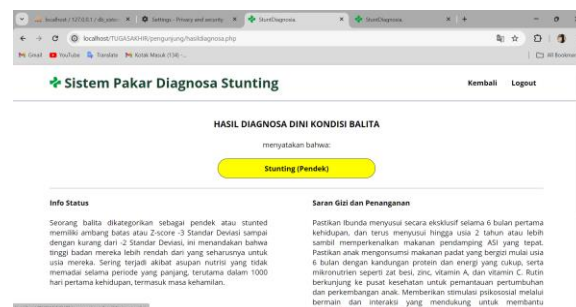 localhost / 127.0.0.1 / db_
Settings - Privacy and security
StuntDiagnosa.
StuntDiagnosa.
localhost/TUGASAKHIR/pengunjung/hasildiagnosa.php
Gmail YouTube Translate Kotak Masuk (134) -...
All Bookmarks
Sistem Pakar Diagnosa Stunting
Kembali Logout
HASIL DIAGNOSA DINI KONDISI BALITA
menyatakan bahwa:
Stunting (Pendek)
Info Status
Seorang balita dikategorikan sebagai pendek atau stunted
memiliki ambang batas atau Z-score -3 Standar Deviasi sampai
dengan kurang dari -2 Standar Deviasi, ini menandakan bahwa
tinggi badan mereka lebih rendah dari yang seharusnya untuk
usia mereka. Sering terjadi akibat asupan nutrisi yang tidak
memadai selama periode yang panjang, terutama dalam 1000
hari pertama kehidupan, termasuk masa kehamilan.
Saran Gizi dan Penanganan
Pastikan Ibunda menyusui secara eksklusif selama 6 bulan pertama
kehidupan, dan terus menyusui hingga usia 2 tahun atau lebih
sambil memperkenalkan makanan pendamping ASI yang tepat.
Pastikan anak mengonsumsi makanan padat yang bergizi mulai usia
6 bulan dengan kandungan protein dan energi yang cukup, serta
mikronutrien seperti zat besi, zinc, vitamin A, dan vitamin C. Rutin
berkunjung ke pusat kesehatan untuk pemantauan pertumbuhan
dan perkembangan anak. Memberikan stimulasi psikososial melalui
bermain dan interaksi yang mendukung untuk membantu